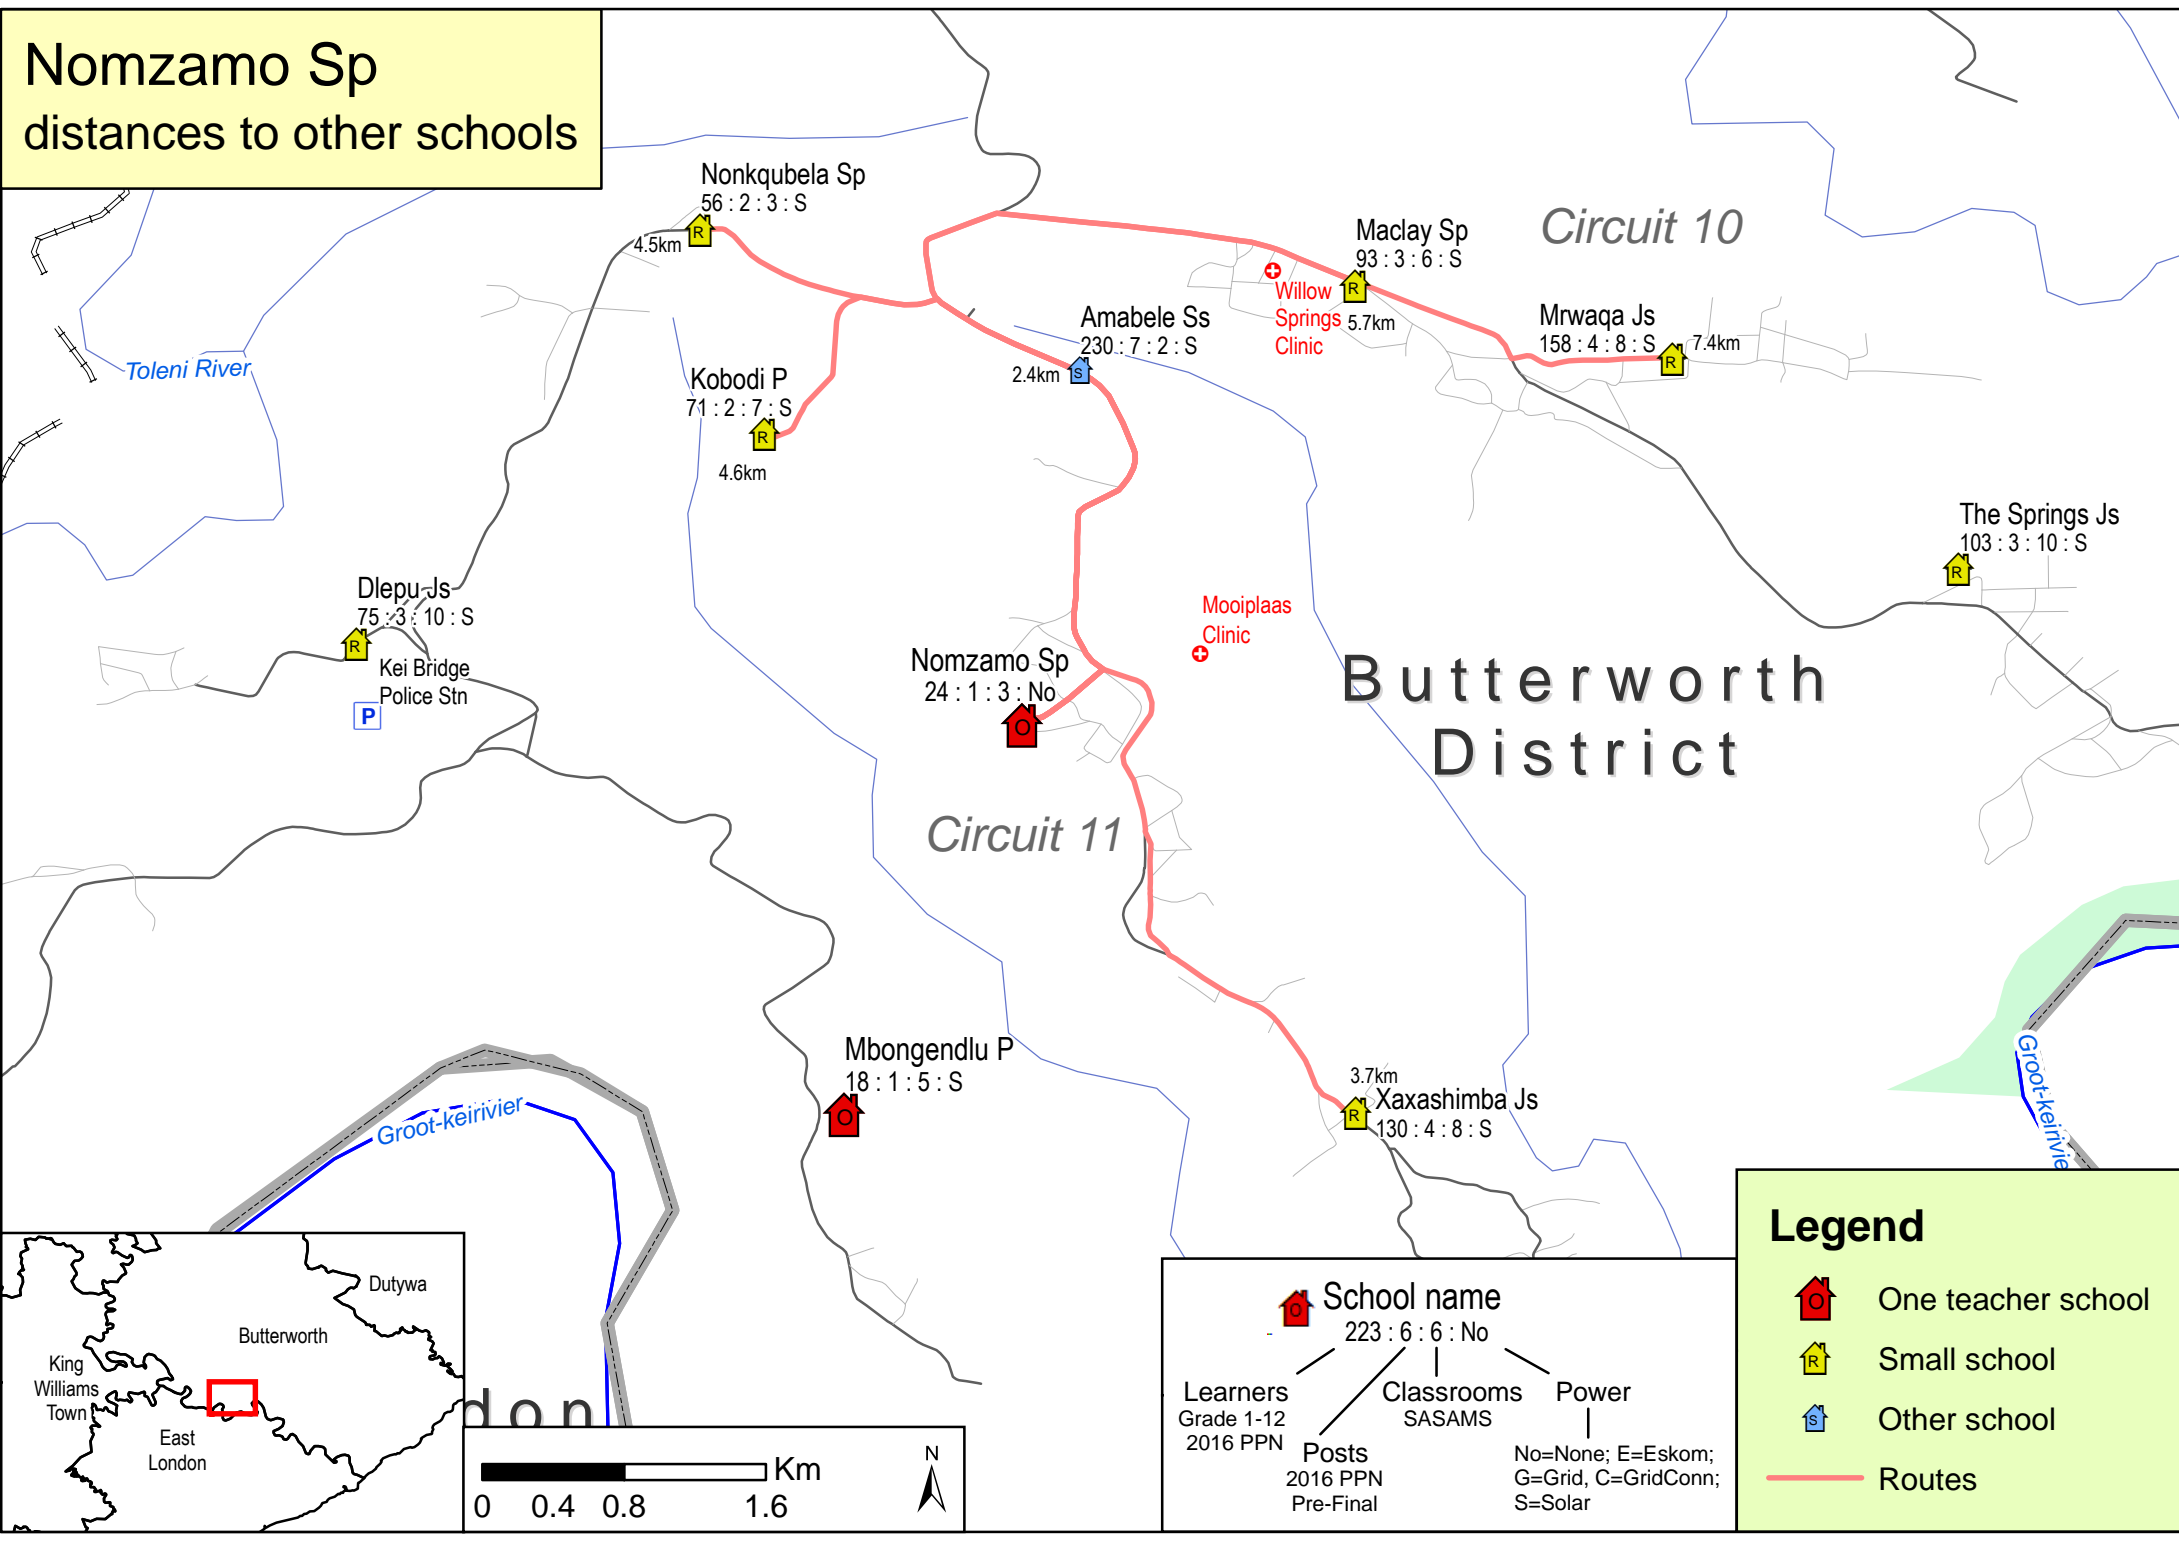 Nomzamo Sp
distances to other schools
Nonkqubela Sp
56 : 2 : 3 : S
4.5km
Maclay Sp
93 : 3 : 6 : S
5.7km
Circuit 10
Willow
Springs
Clinic
Mrwaqa Js
158 : 4 : 8 : S
7.4km
Amabele Ss
230 : 7 : 2 : S
2.4km
Toleni River
Kobodi P
71 : 2 : 7 : S
4.6km
The Springs Js
103 : 3 : 10 : S
Dlepu Js
75 : 3 : 10 : S
Kei Bridge
Police Stn
P
Mooiplaas
Clinic
Nomzamo Sp
24 : 1 : 3 : No
Butterworth
District
Circuit 11
Mbongendlu P
18 : 1 : 5 : S
3.7km
Xaxashimba Js
130 : 4 : 8 : S
Groot-keirivier
Groot-keirivie
don
R
R
R
S
R
R
R
O
O
R
Dutywa
Butterworth
King
Williams
Town
East
London
Km
0 0.4 0.8 1.6
N
O School name
223 : 6 : 6 : No
Learners
Grade 1-12
2016 PPN
Posts
2016 PPN
Pre-Final
Classrooms
SASAMS
Power
No=None; E=Eskom;
G=Grid, C=GridConn;
S=Solar
Legend
O One teacher school
R Small school
S Other school
Routes